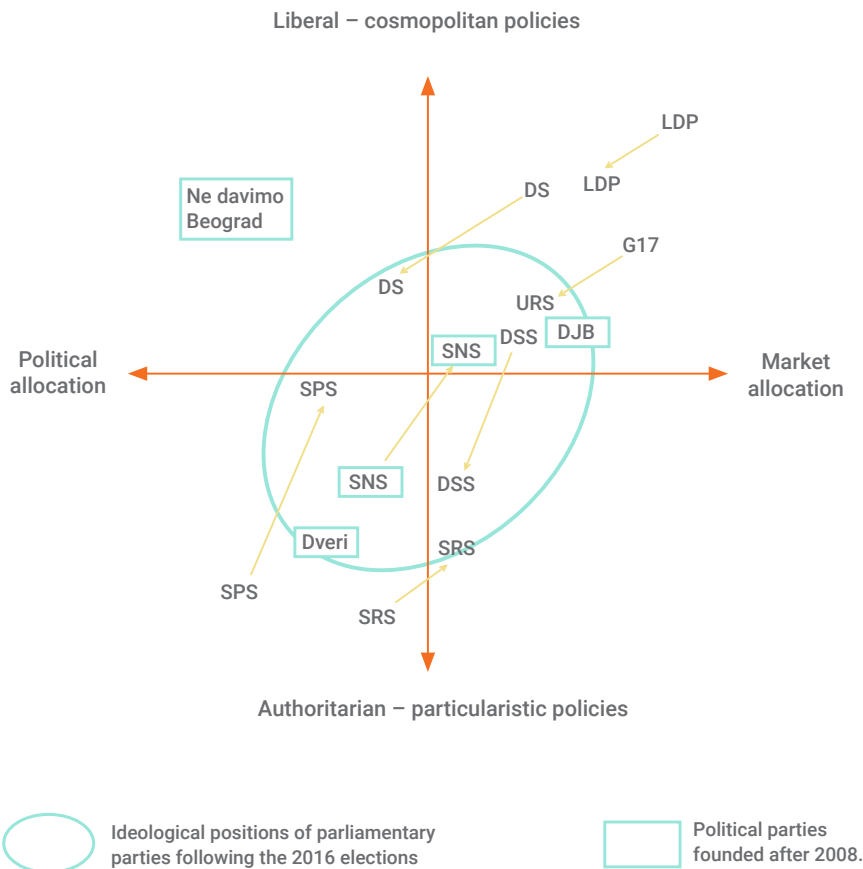 Liberal – cosmopolitan policies
LDP
LDP
DS
Ne davimo
Beograd
G17
DS
URS
DJB
DSS
SNS
Political
allocation
Market
allocation
SPS
SNS
DSS
Dveri
SRS
SPS
SRS
Authoritarian – particularistic policies
Ideological positions of parliamentary
parties following the 2016 elections
Political parties
founded after 2008.